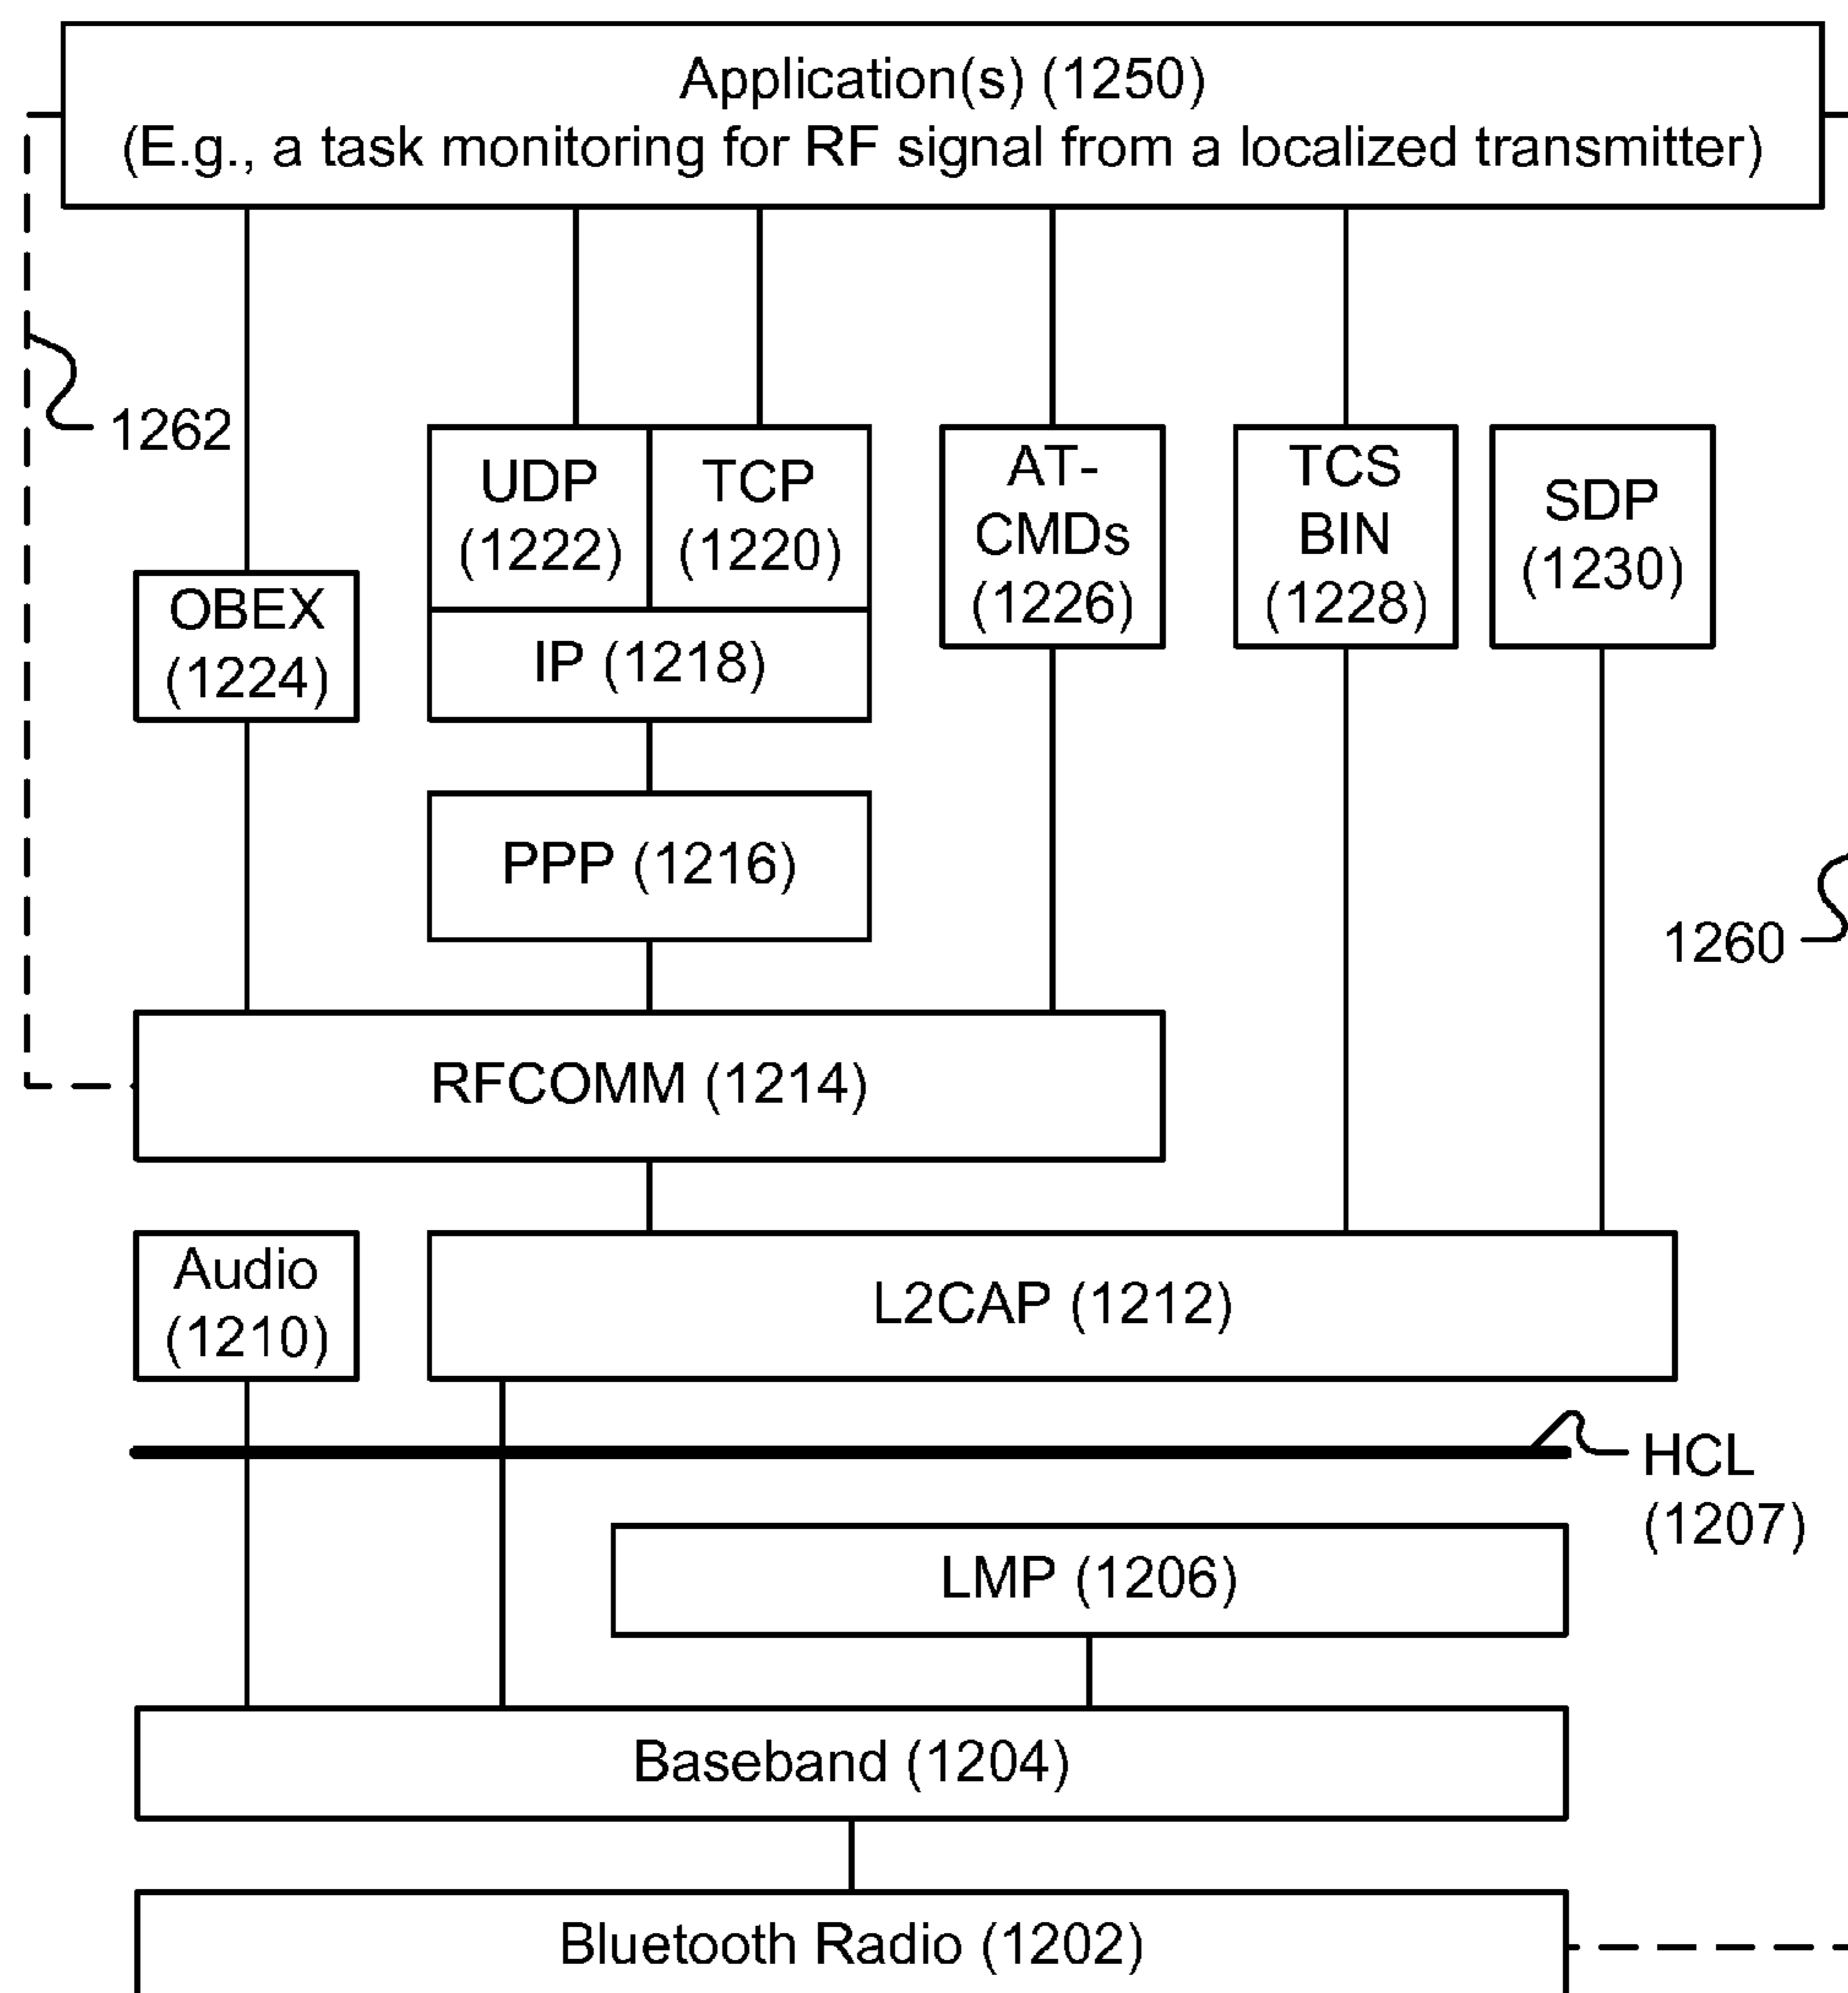 Application(s) (1250)
(E.g., a task monitoring for RF signal from a localized transmitter)
1262
UDP
(1222)
TCP
(1220)
AT-
CMDs
(1226)
TCS
BIN
(1228)
SDP
(1230)
OBEX
(1224)
IP (1218)
PPP (1216)
1260
RFCOMM (1214)
Audio
(1210)
L2CAP (1212)
HCL
(1207)
LMP (1206)
Baseband (1204)
Bluetooth Radio (1202)